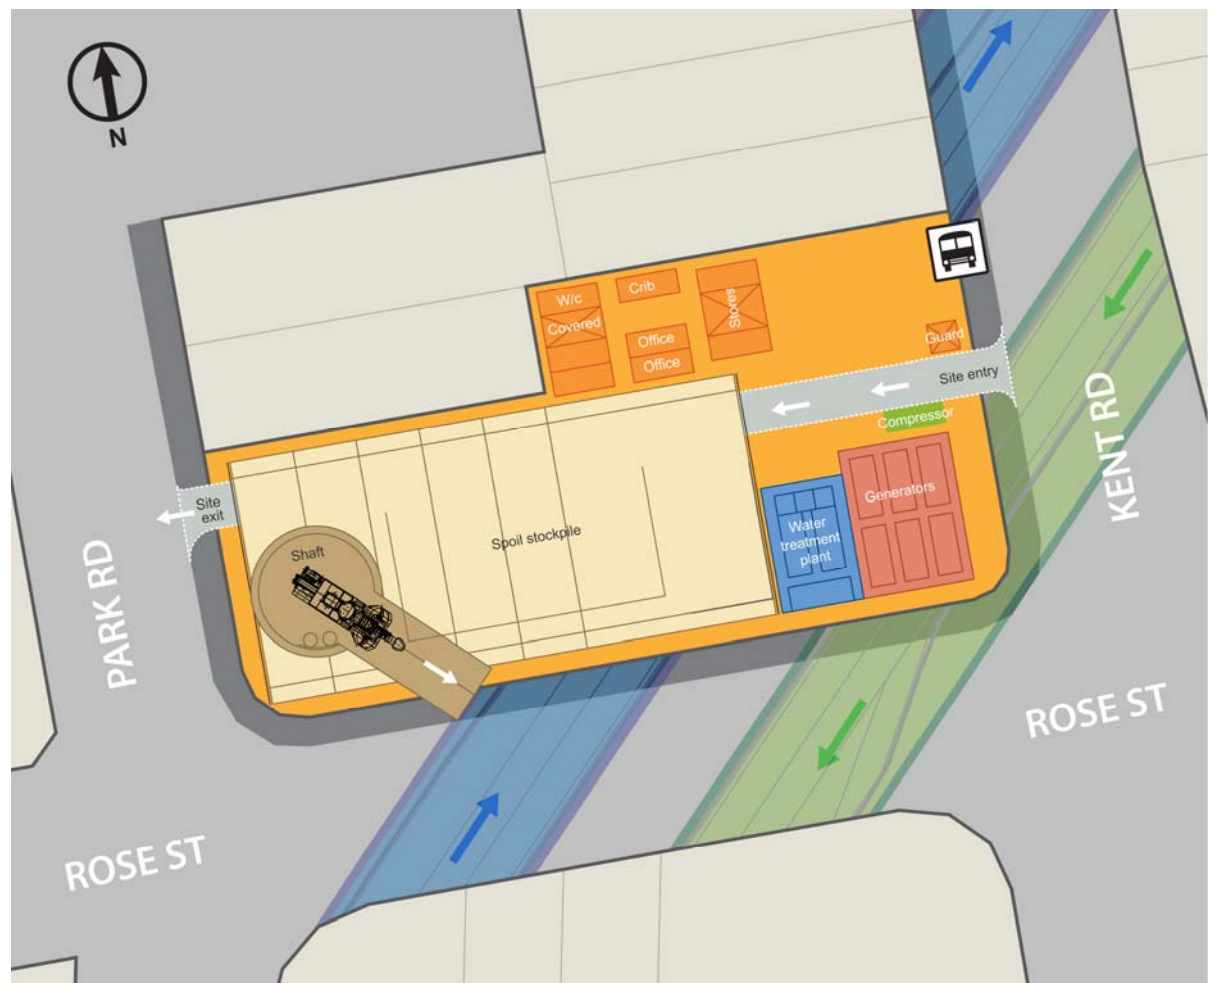 N
W/c
Crib
Covered
Stores
Office
Office
Guard
Site entry
Compressor
KENT RD
Site
exit
Generators
Spoil stockpile
Water
treatment
plant
Shaft
PARK RD
ROSE ST
ROSE ST